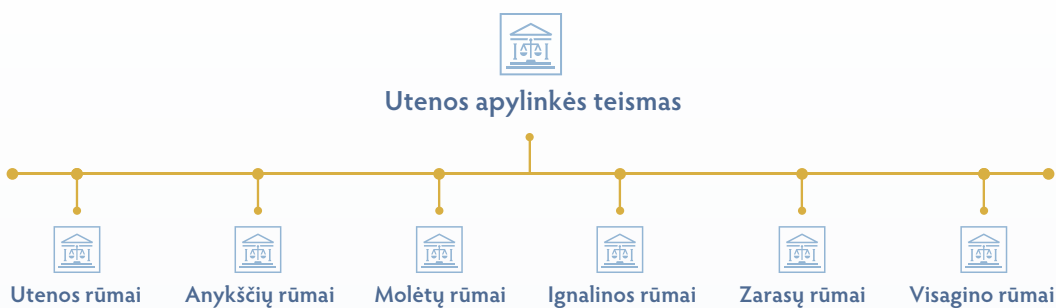 Utenos apylinkės teismas
Utenos rūmai
Anykščių rūmai
Molėtų rūmai
Ignalinos rūmai
Zarasų rūmai
Visagino rūmai